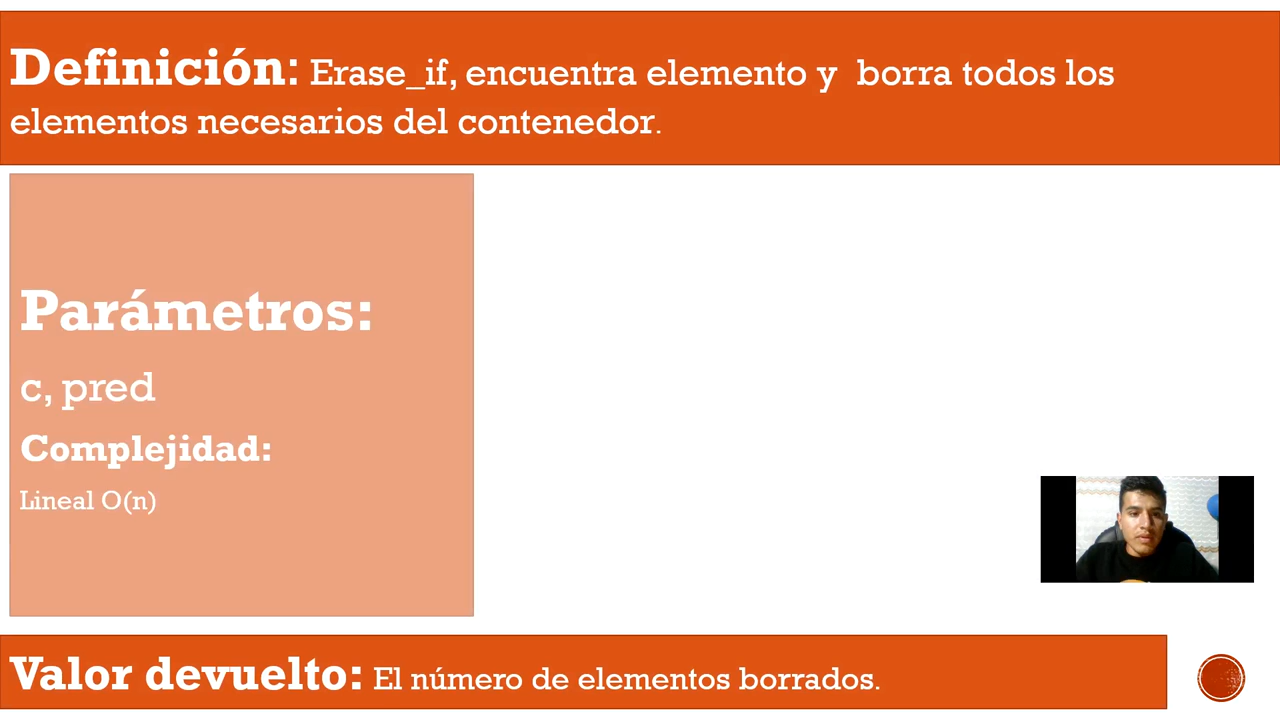 Definición: Erase_if, encuentra elemento y  borra todos los
elementos necesarios del contenedor.
Parámetros:
c, pred
Complejidad:
Lineal O(n)
Valor devuelto: El número de elementos borrados.